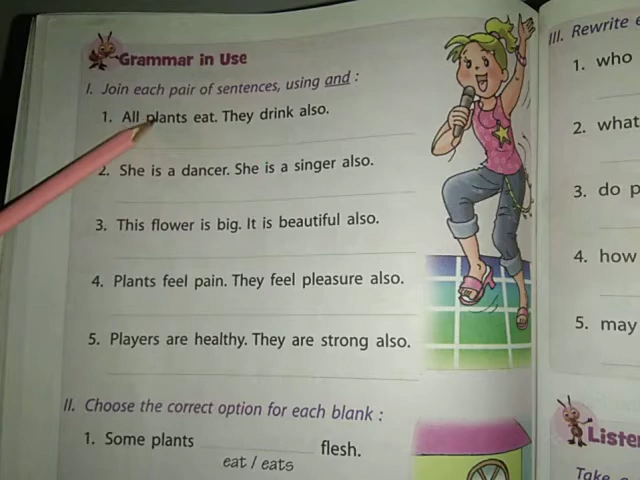 Grammar in Use
I. Join each pair of sentences, using and :
1. All plants eat. They drink also.
2. She is a dancer. She is a singer also.
3. This flower is big. It is beautiful also.
4. Plants feel pain. They feel pleasure also.
5. Players are healthy. They are strong also.
II. Choose the correct option for each blank :
1. Some plants flesh.
eat / eats
III. Rewrite
1. who
2. what
3. do p
4. how
5. may
Liste
Take